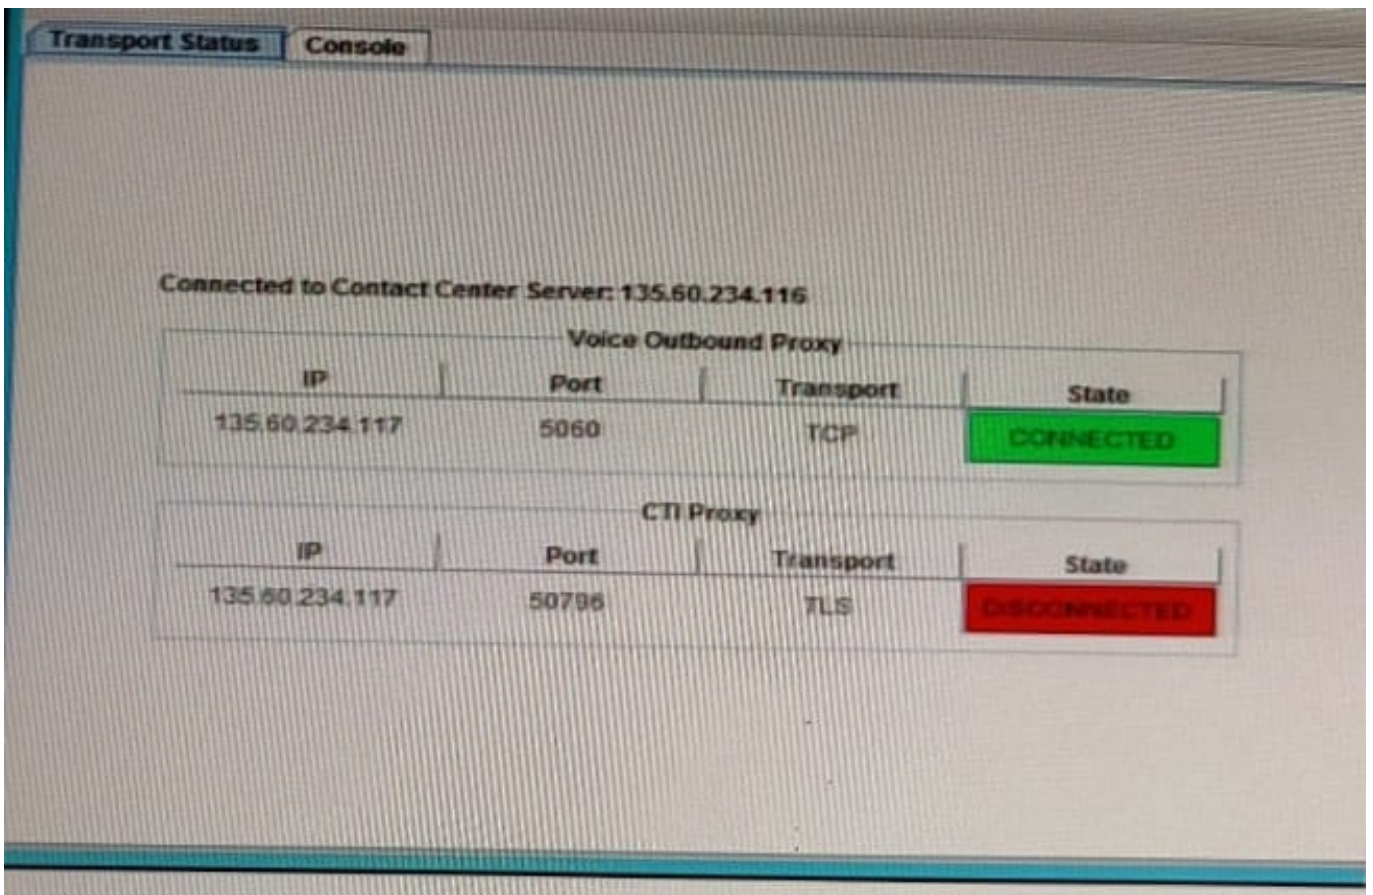 Transport Status Console
Connected to Contact Center Server: 135.60.234.116
Voice Outbound Proxy
IP Port Transport State
135.60.234.117 5060 TCP CONNECTED
CTI Proxy
IP Port Transport State
135.60.234.117 50796 TLS DISCONNECTED